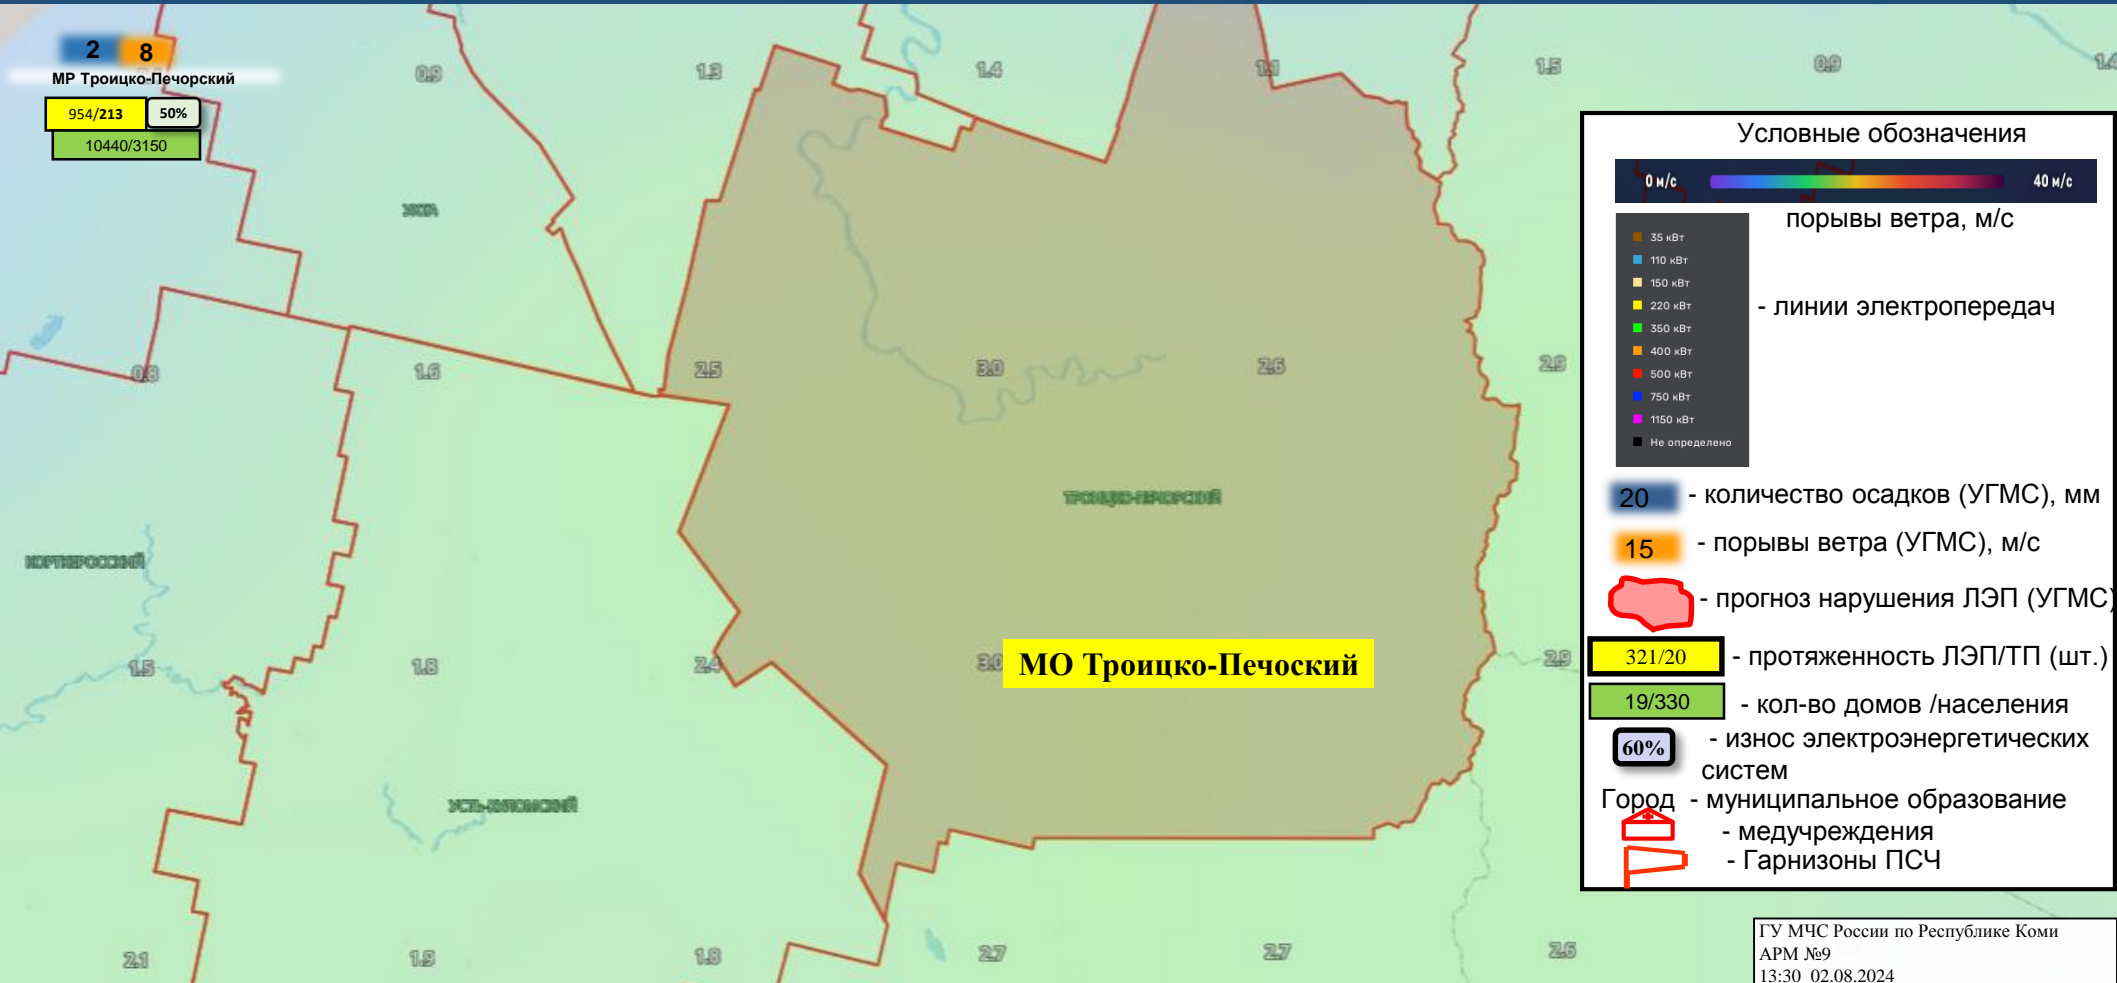 2 8
МР Троицко-Печорский
954/213 50%
10440/3150
0.9 1.3 1.4 1.1 1.5 0.9 1.4
УХТА
0.8 1.6 2.5 3.0 2.6 2.9
ТРОИЦКО-ПЕЧОРСКИЙ
КОРТКЕРОССКИЙ
1.5 1.8 2.4 3.0 2.9
МО Троицко-Печоский
УСТЬ-КУЛОМСКИЙ
2.1 1.9 1.8 2.7 2.7 2.6
Условные обозначения
0 м/с 40 м/с
порывы ветра, м/с
35 кВт
110 кВт
150 кВт
220 кВт
350 кВт
400 кВт
500 кВт
750 кВт
1150 кВт
Не определено
- линии электропередач
20 - количество осадков (УГМС), мм
15 - порывы ветра (УГМС), м/с
- прогноз нарушения ЛЭП (УГМС)
321/20 - протяженность ЛЭП/ТП (шт.)
19/330 - кол-во домов /населения
60% - износ электроэнергетических
систем
Город - муниципальное образование
- медучреждения
- Гарнизоны ПСЧ
ГУ МЧС России по Республике Коми
АРМ №9
13:30 02.08.2024